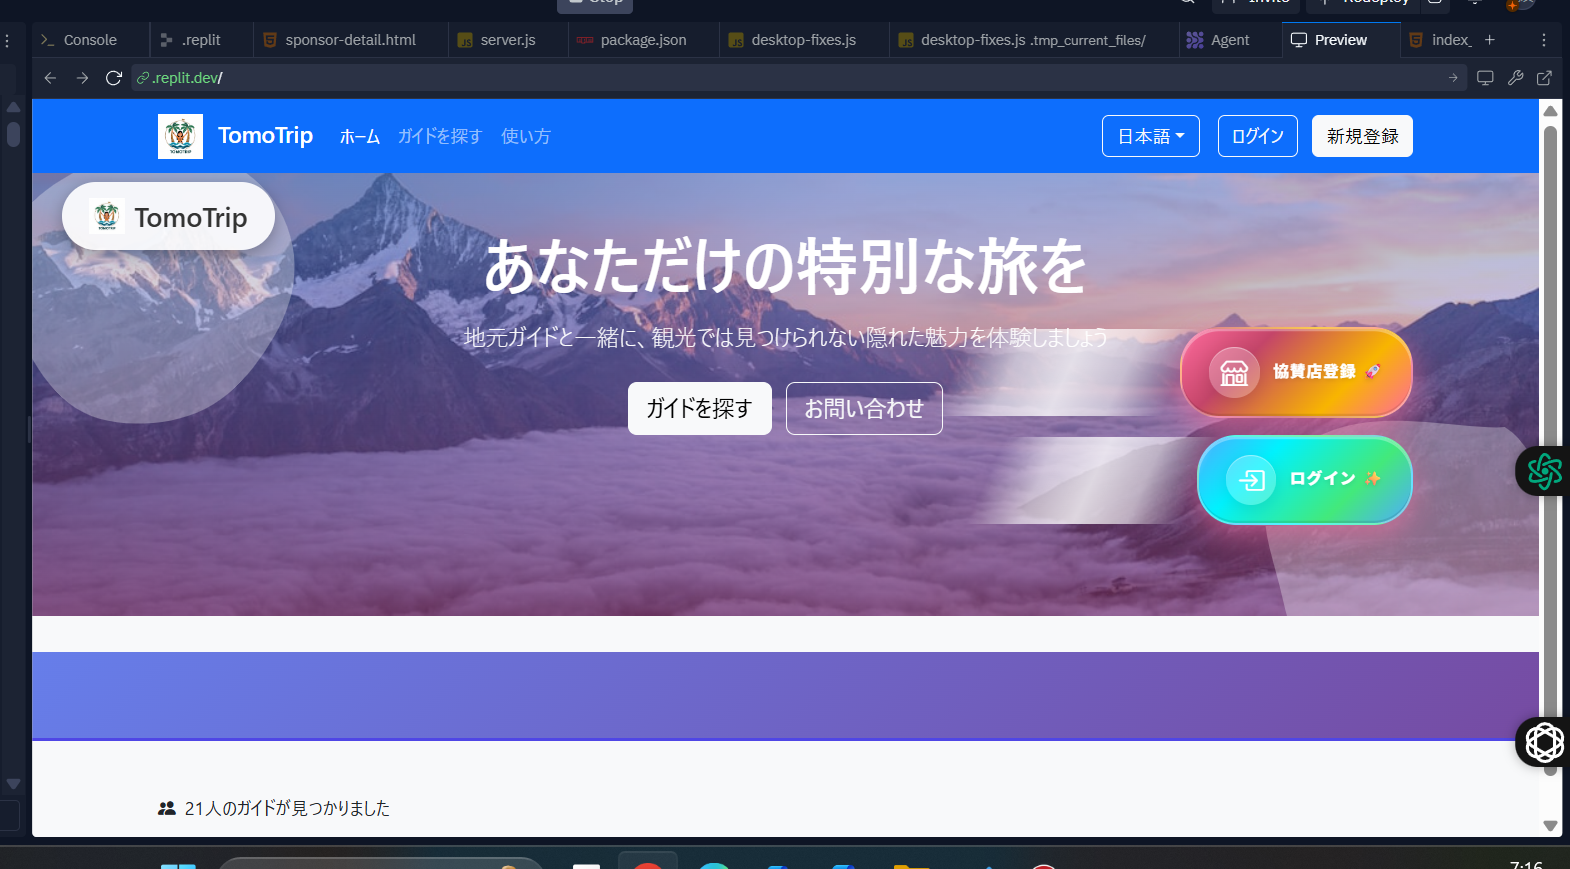 Stop
Invite
Redeploy
Console
.replit
sponsor-detail.html
server.js
package.json
desktop-fixes.js
desktop-fixes.js .tmp_current_files/
Agent
Preview
index_
.replit.dev/
TomoTrip
ホーム
ガイドを探す
使い方
日本語
ログイン
新規登録
TomoTrip
あなただけの特別な旅を
地元ガイドと一緒に、観光では見つけられない隠れた魅力を体験しましょう
ガイドを探す
お問い合わせ
協賛店登録 🚀
ログイン ✨
21人のガイドが見つかりました
7:16